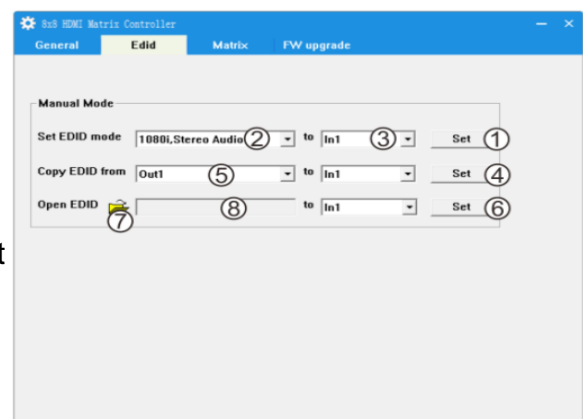 8x8 HDMI Matrix Controller
General Edid Matrix FW upgrade
Manual Mode
Set EDID mode 1080i,Stereo Audio ② to In1 ③ Set ①
Copy EDID from Out1 ⑤ to In1 Set ④
Open EDID ⑦ ⑧ to In1 Set ⑥
t